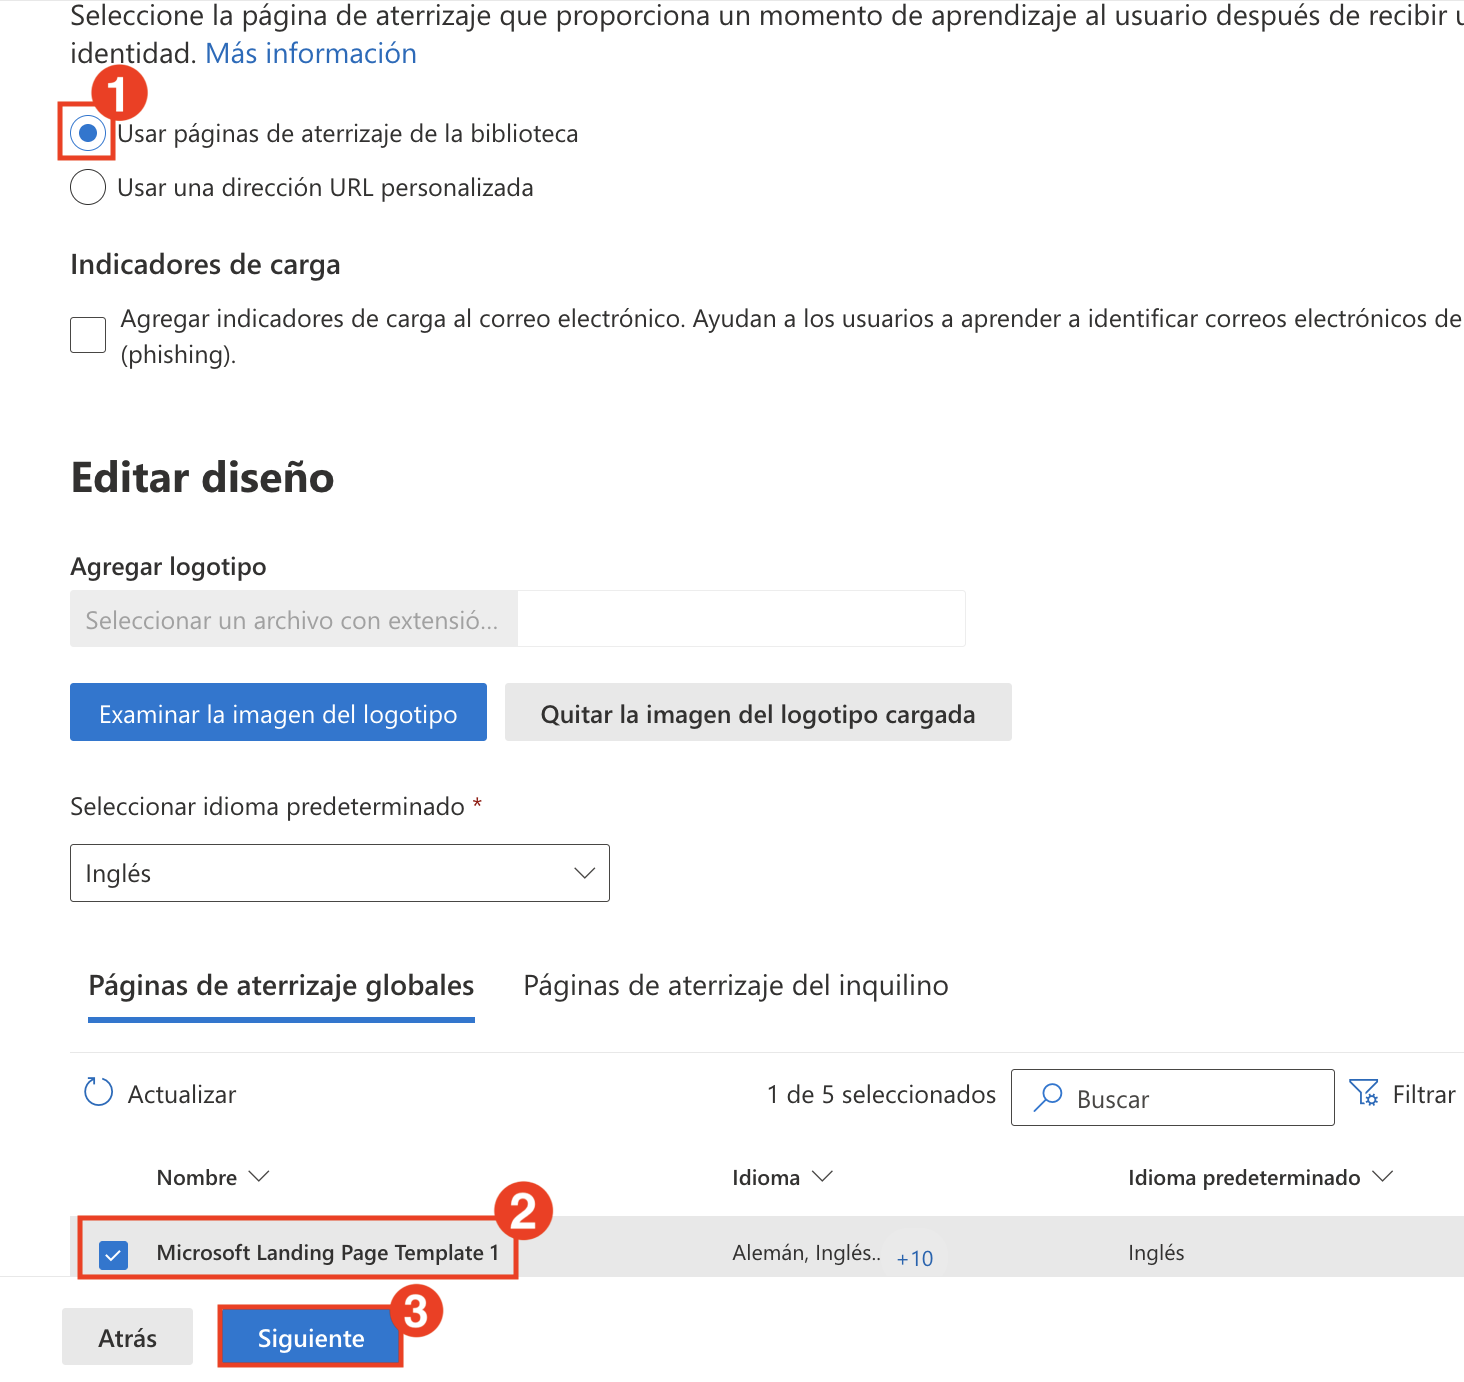 Seleccione la página de aterrizaje que proporciona un momento de aprendizaje al usuario después de recibir
identidad. Más información
1
Usar páginas de aterrizaje de la biblioteca
Usar una dirección URL personalizada
Indicadores de carga
Agregar indicadores de carga al correo electrónico. Ayudan a los usuarios a aprender a identificar correos electrónicos de
(phishing).
Editar diseño
Agregar logotipo
Seleccionar un archivo con extensió...
Examinar la imagen del logotipo Quitar la imagen del logotipo cargada
Seleccionar idioma predeterminado *
Inglés
Páginas de aterrizaje globales Páginas de aterrizaje del inquilino
Actualizar 1 de 5 seleccionados Buscar Filtrar
Nombre Idioma Idioma predeterminado
2
Microsoft Landing Page Template 1 Alemán, Inglés.. +10 Inglés
3
Atrás Siguiente